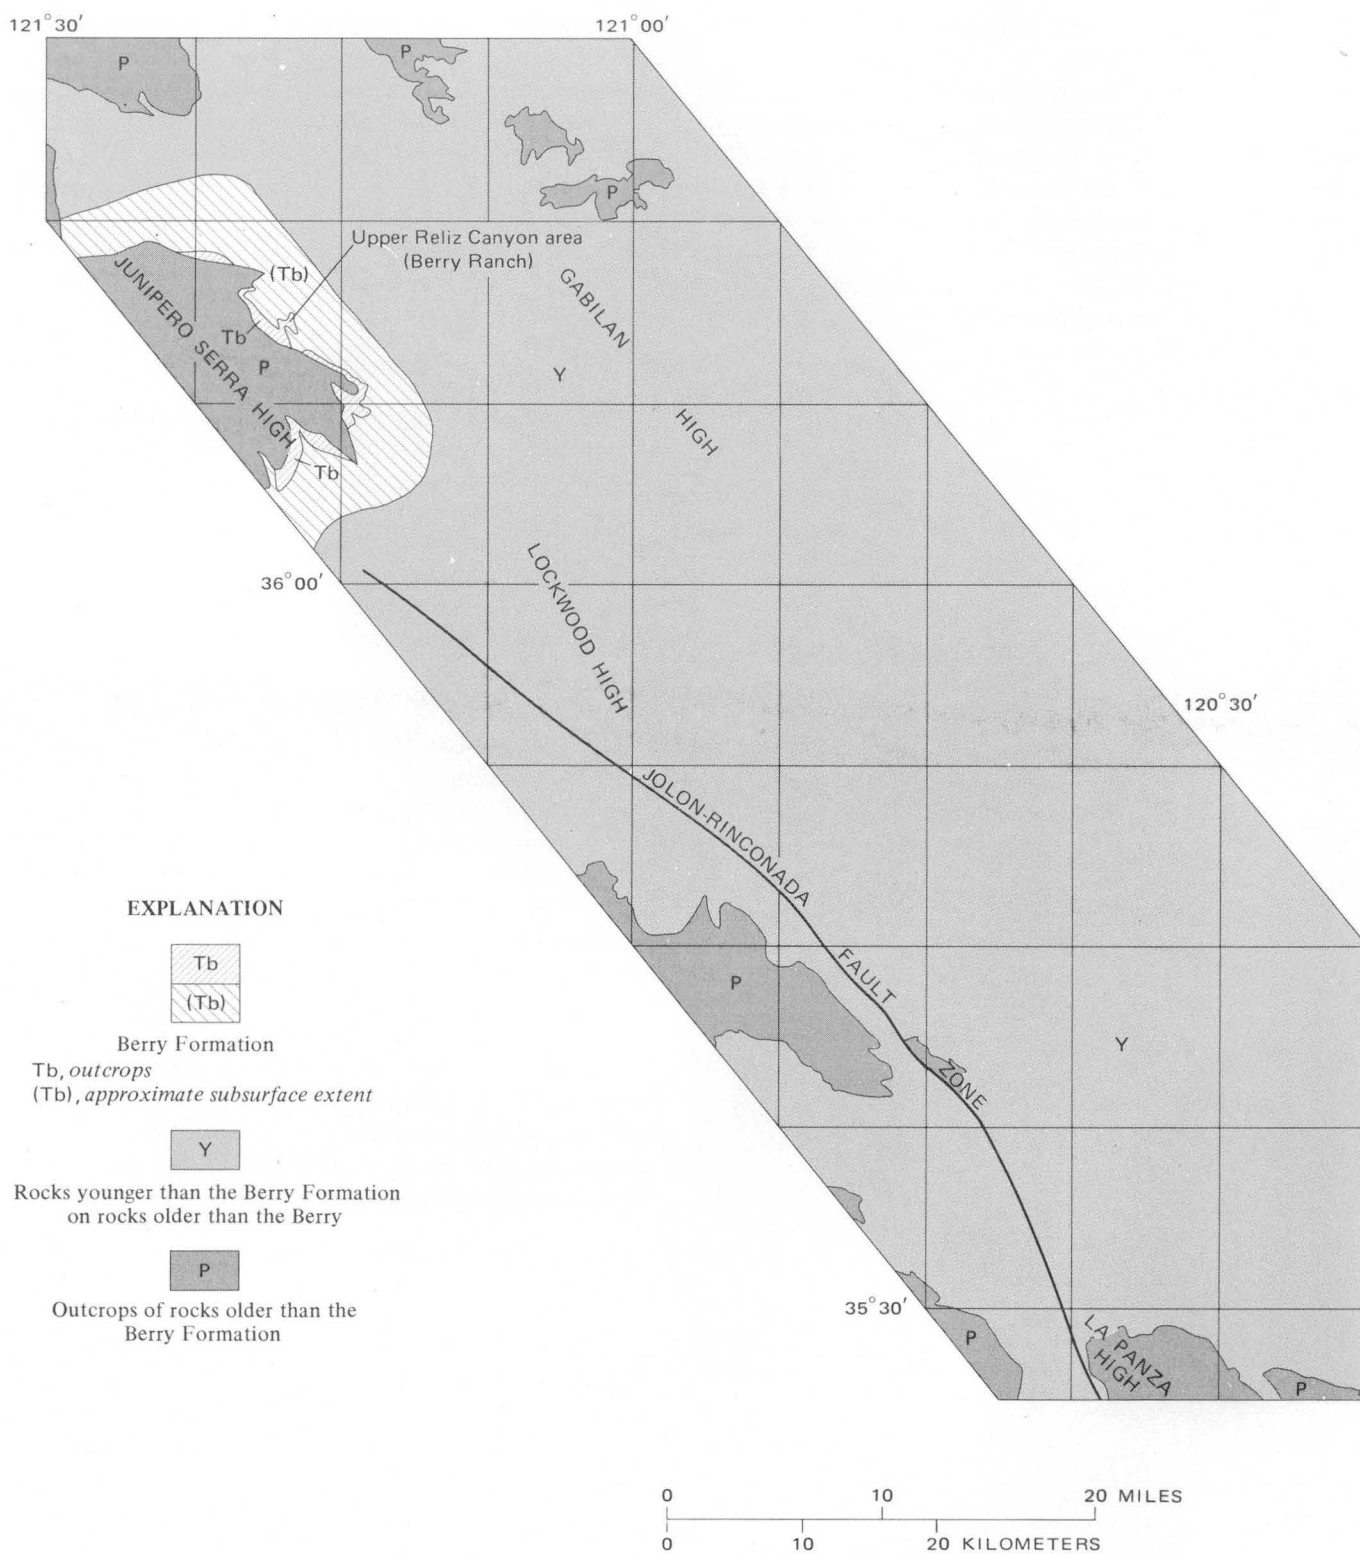 121°30′
121°00′
P
P
P
Upper Reliz Canyon area
(Berry Ranch)
(Tb)
GABILAN
HIGH
JUNIPERO SERRA HIGH
Tb
P
Y
Tb
LOCKWOOD HIGH
36°00′
120°30′
JOLON-RINCONADA
FAULT
ZONE
P
Y
35°30′
P
LA PANZA
HIGH
P
EXPLANATION
Tb
(Tb)
Berry Formation
Tb, outcrops
(Tb), approximate subsurface extent
Y
Rocks younger than the Berry Formation
on rocks older than the Berry
P
Outcrops of rocks older than the
Berry Formation
0 10 20 MILES
0 10 20 KILOMETERS